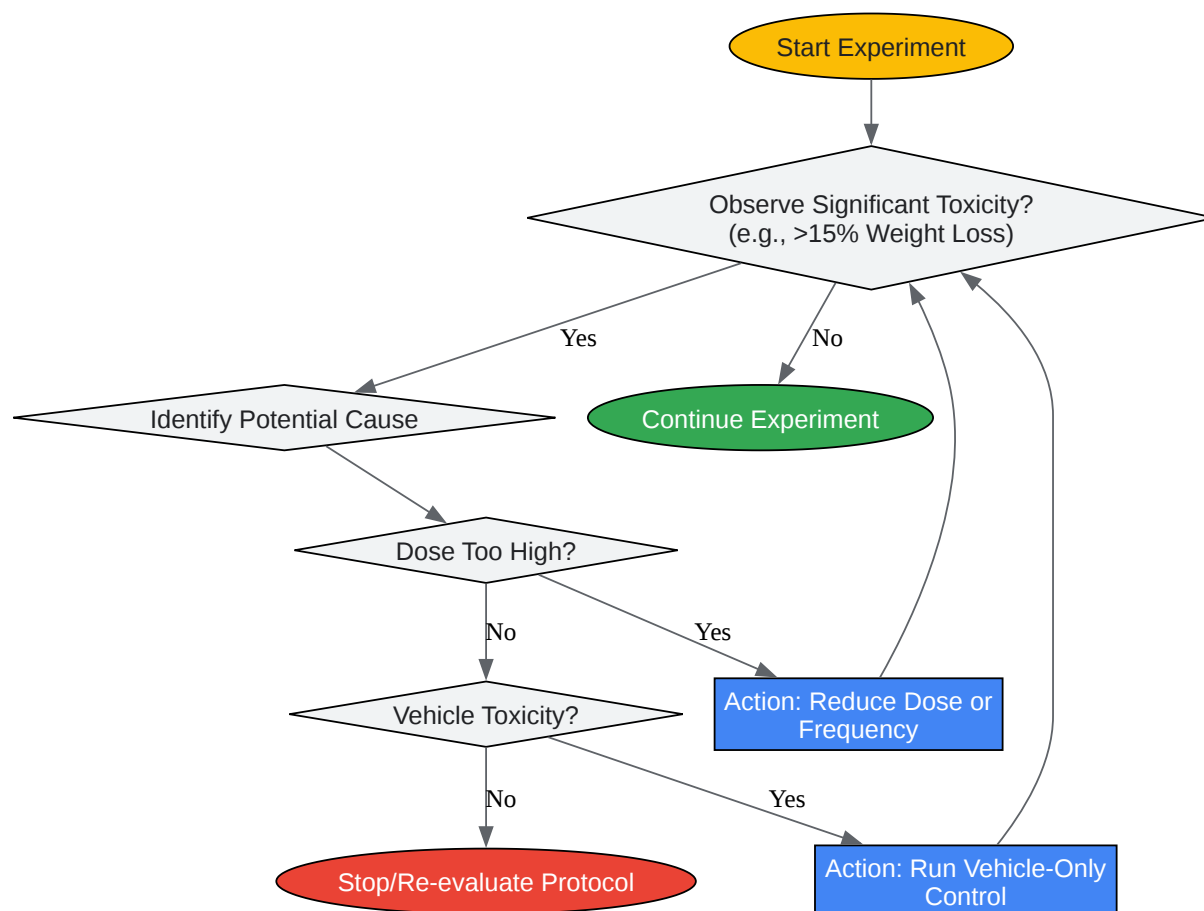 Start Experiment
Observe Significant Toxicity?
(e.g., >15% Weight Loss)
Yes
No
Identify Potential Cause
Continue Experiment
Dose Too High?
No
Yes
Action: Reduce Dose or
Frequency
Vehicle Toxicity?
No
Yes
Stop/Re-evaluate Protocol
Action: Run Vehicle-Only
Control